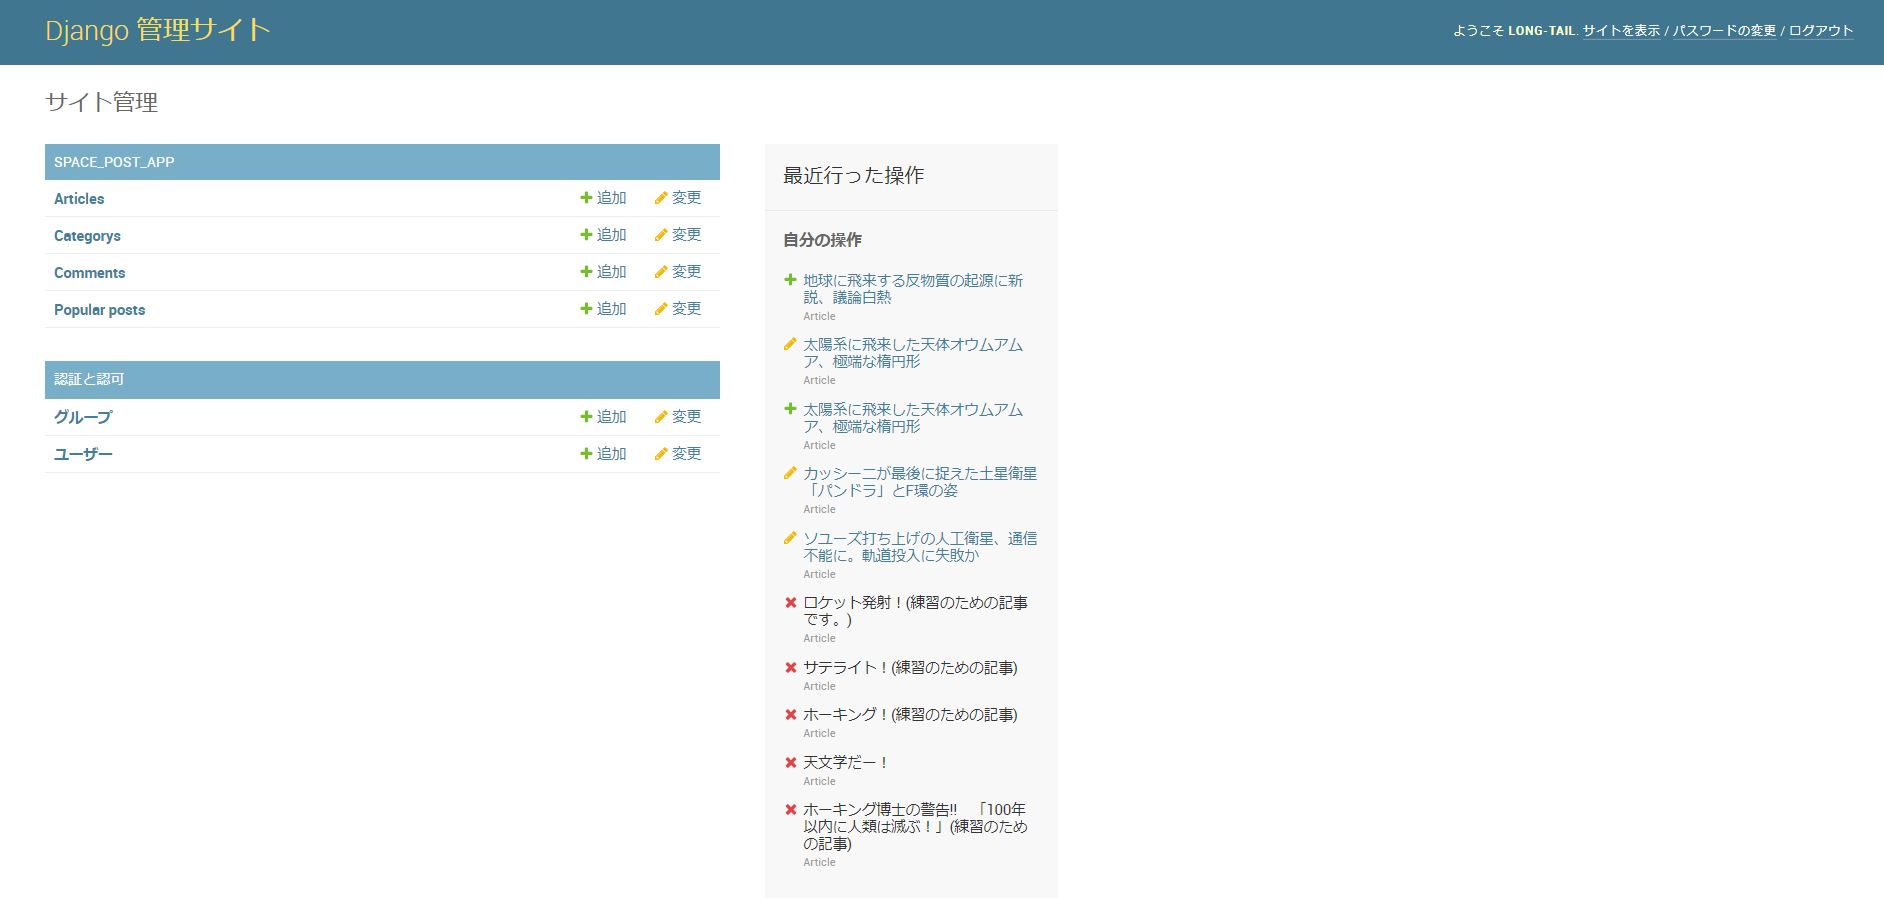 Django 管理サイト
ようこそ LONG-TAIL. サイトを表示 / パスワードの変更 / ログアウト
サイト管理
SPACE_POST_APP
Articles 追加 変更
Categorys 追加 変更
Comments 追加 変更
Popular posts 追加 変更
認証と認可
グループ 追加 変更
ユーザー 追加 変更
最近行った操作
自分の操作
地球に飛来する反物質の起源に新
説、議論白熱
Article
太陽系に飛来した天体オウムアム
ア、極端な楕円形
Article
太陽系に飛来した天体オウムアム
ア、極端な楕円形
Article
カッシーニが最後に捉えた土星衛星
「パンドラ」とF環の姿
Article
ソユーズ打ち上げの人工衛星、通信
不能に。軌道投入に失敗か
Article
ロケット発射！(練習のための記事
です。)
Article
サテライト！(練習のための記事)
Article
ホーキング！(練習のための記事)
Article
天文学だー！
Article
ホーキング博士の警告!!　「100年
以内に人類は滅ぶ！」(練習のため
の記事)
Article